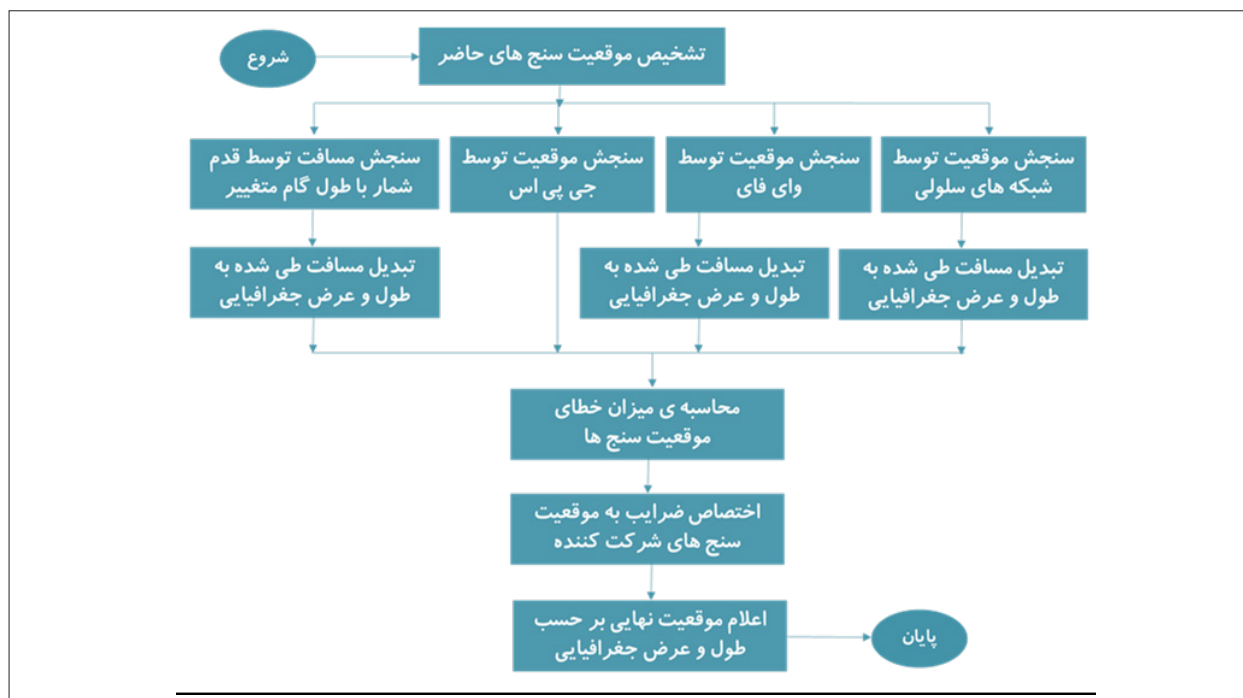 شروع
تشخیص موقعیت سنج های حاضر
سنجش موقعیت توسط
شبکه های سلولی
سنجش موقعیت توسط
وای فای
سنجش موقعیت توسط
جی پی اس
سنجش مسافت توسط قدم
شمار با طول گام متغییر
تبدیل مسافت طی شده به
طول و عرض جغرافیایی
تبدیل مسافت طی شده به
طول و عرض جغرافیایی
تبدیل مسافت طی شده به
طول و عرض جغرافیایی
محاسبه ی میزان خطای
موقعیت سنج ها
اختصاص ضرایب به موقعیت
سنج های شرکت کننده
اعلام موقعیت نهایی بر حسب
طول و عرض جغرافیایی
پایان